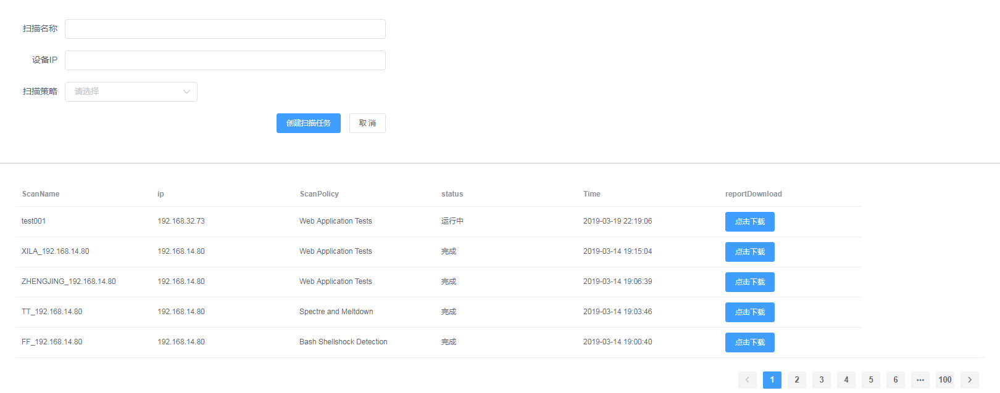 扫描名称
设备IP
扫描策略 请选择
创建扫描任务 取 消
ScanName ip ScanPolicy status Time reportDownload
test001 192.168.32.73 Web Application Tests 运行中 2019-03-19 22:19:06 点击下载
XILA_192.168.14.80 192.168.14.80 Web Application Tests 完成 2019-03-14 19:15:04 点击下载
ZHENGJING_192.168.14.80 192.168.14.80 Web Application Tests 完成 2019-03-14 19:06:39 点击下载
TT_192.168.14.80 192.168.14.80 Spectre and Meltdown 完成 2019-03-14 19:03:46 点击下载
FF_192.168.14.80 192.168.14.80 Bash Shellshock Detection 完成 2019-03-14 19:00:40 点击下载
1 2 3 4 5 6 ••• 100